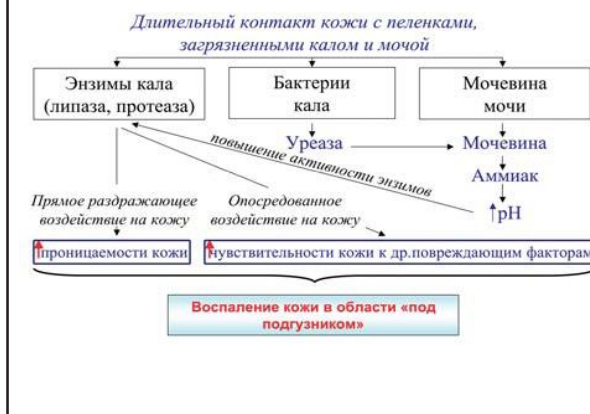 Длительный контакт кожи с пеленками,
загрязненными калом и мочой
Энзимы кала
(липаза, протеаза)
Бактерии
кала
Мочевина
мочи
Уреаза
Мочевина
повышение активности энзимов
Аммиак
↑pH
Прямое раздражающее
воздействие на кожу
Опосредованное
воздействие на кожу
↑проницаемости кожи
↑чувствительности кожи к др.повреждающим факторам
Воспаление кожи в области «под
подгузником»